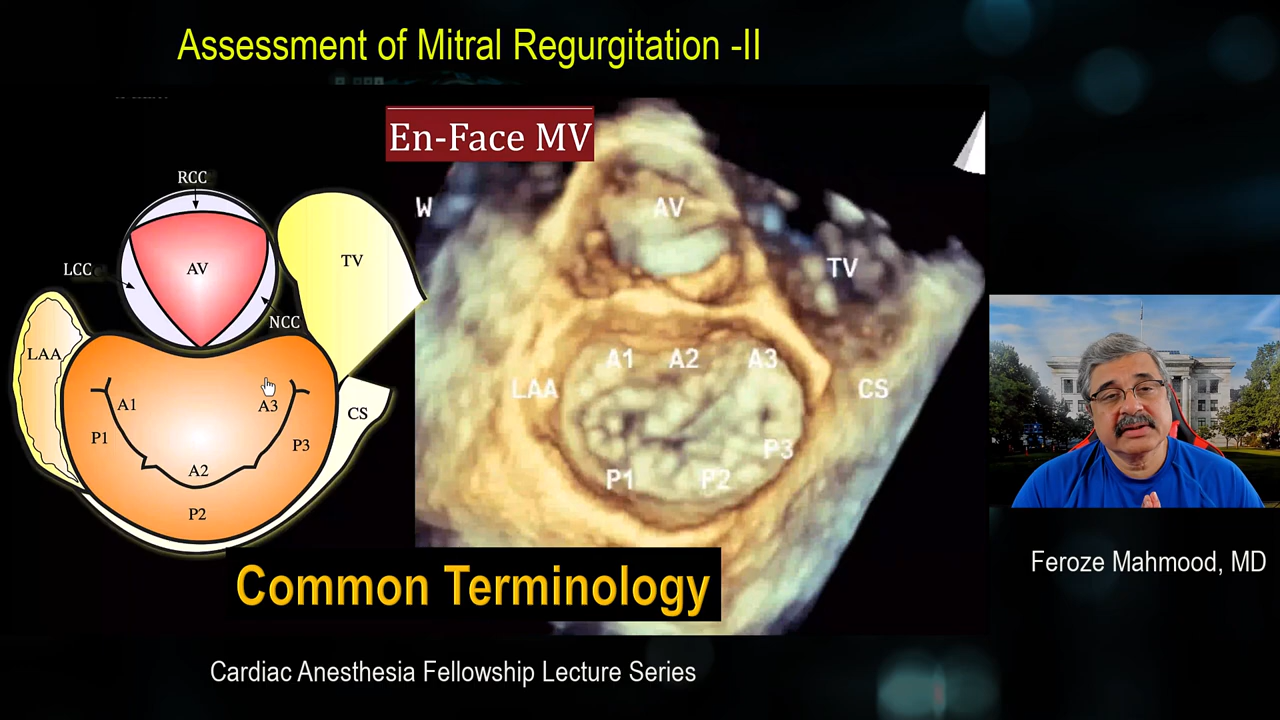 Assessment of Mitral Regurgitation -II
En-Face MV
RCC
LCC
AV
TV
NCC
LAA
A1
A3
P1
P3
CS
A2
P2
W
AV
TV
A1 A2 A3
LAA
CS
P3
P1
P2
Common Terminology
Feroze Mahmood, MD
Cardiac Anesthesia Fellowship Lecture Series